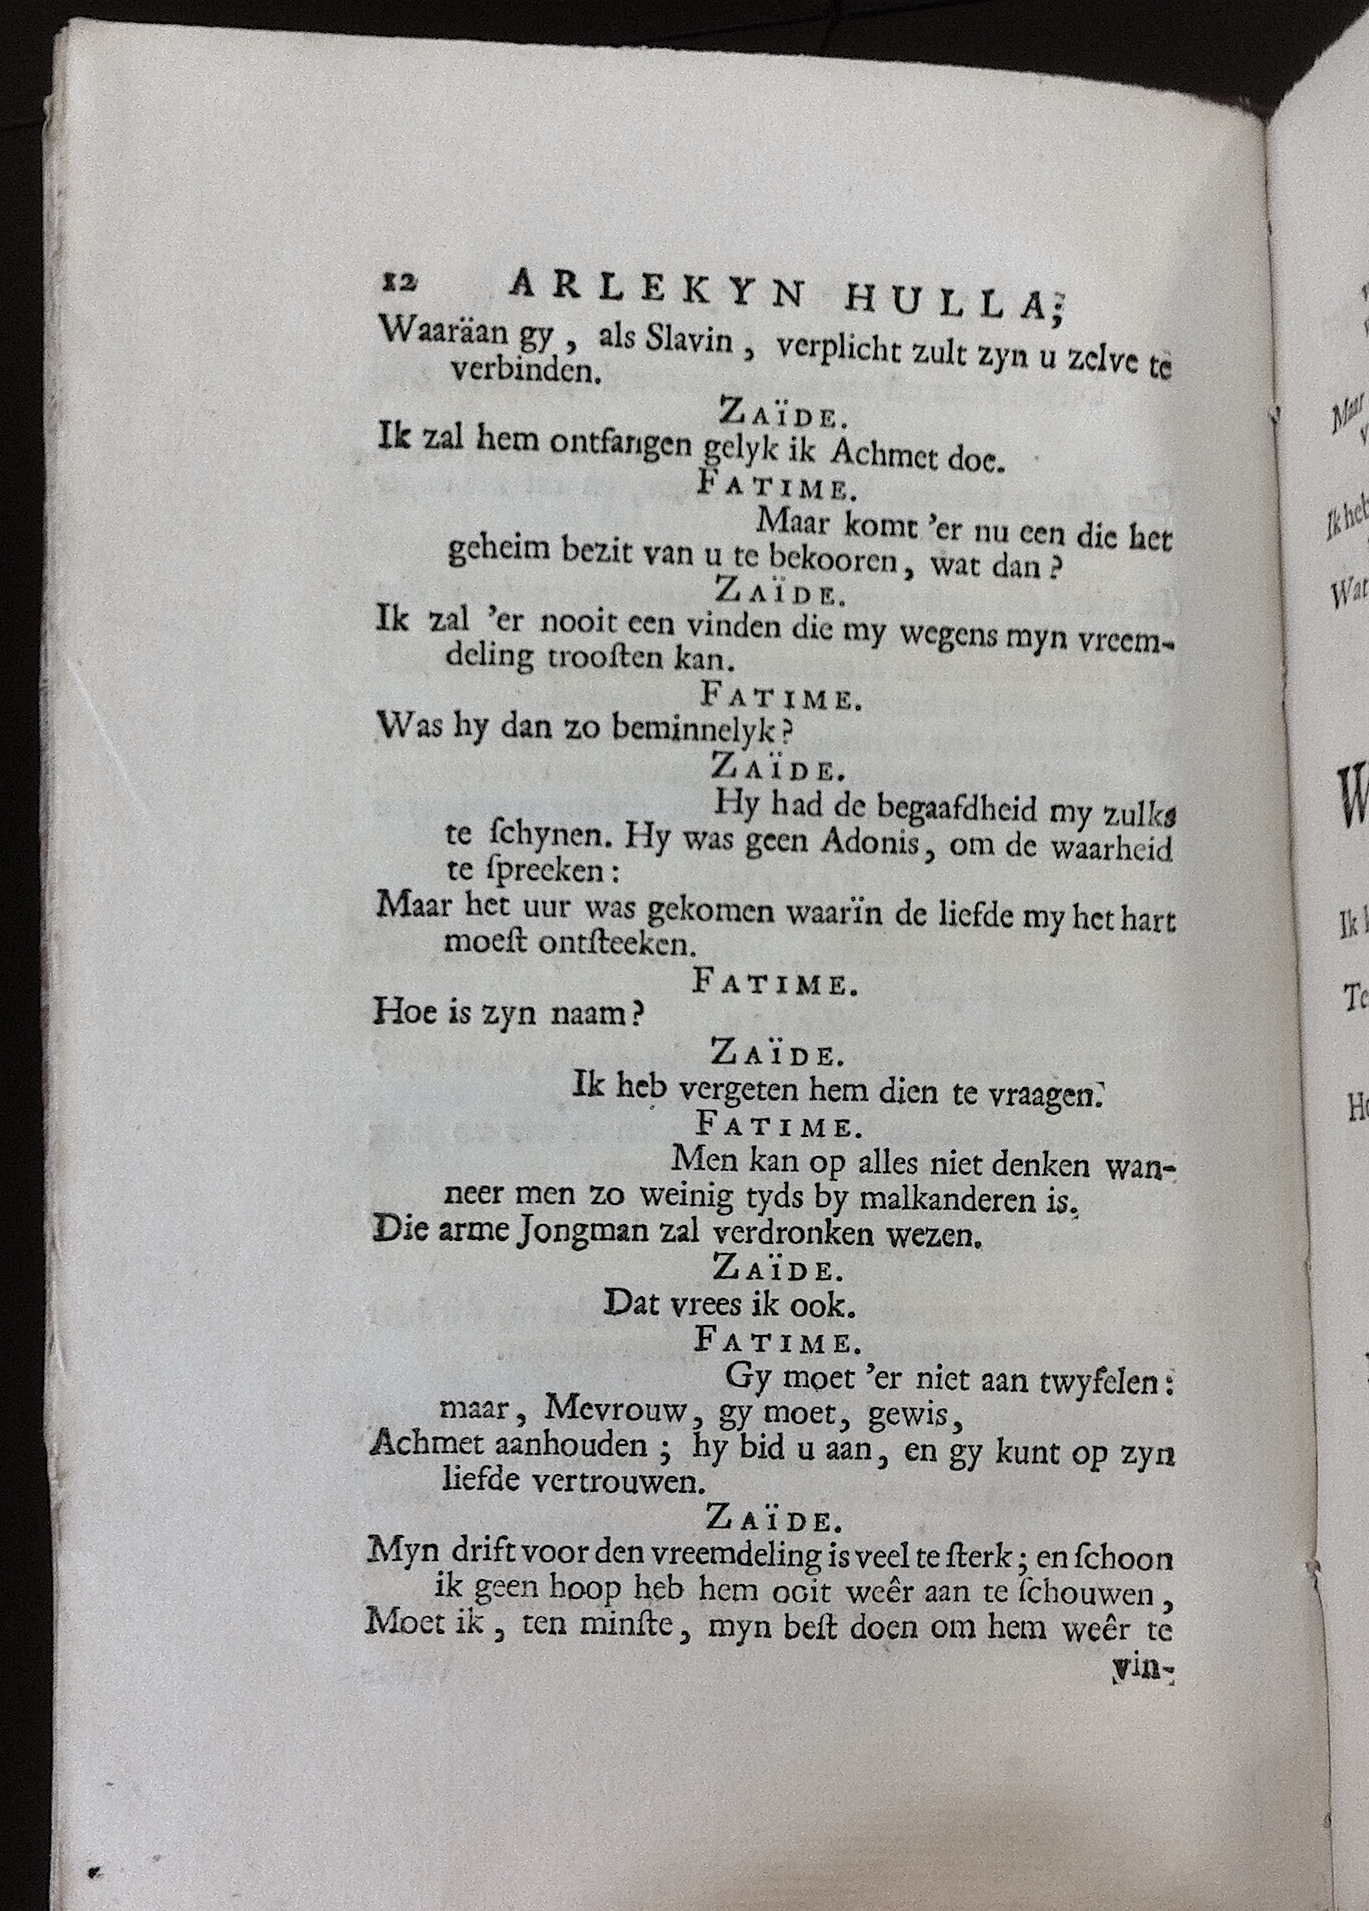 12 ARLEKYN HULLA;
Waaräan gy, als Slavin, verplicht zult zyn u zelve te
verbinden.
ZAÏDE.
Ik zal hem ontfangen gelyk ik Achmet doe.
FATIME.
Maar komt 'er nu een die het
geheim bezit van u te bekooren, wat dan?
ZAÏDE.
Ik zal 'er nooit een vinden die my wegens myn vreem-
deling trooſten kan.
FATIME.
Was hy dan zo beminnelyk?
ZAÏDE.
Hy had de begaafdheid my zulks
te ſchynen. Hy was geen Adonis, om de waarheid
te ſpreeken:
Maar het uur was gekomen waarïn de liefde my het hart
moeſt ontſteeken.
FATIME.
Hoe is zyn naam?
ZAÏDE.
Ik heb vergeten hem dien te vraagen.
FATIME.
Men kan op alles niet denken wan-
neer men zo weinig tyds by malkanderen is.
Die arme Jongman zal verdronken wezen.
ZAÏDE.
Dat vrees ik ook.
FATIME.
Gy moet 'er niet aan twyfelen:
maar, Mevrouw, gy moet, gewis,
Achmet aanhouden; hy bid u aan, en gy kunt op zyn
liefde vertrouwen.
ZAÏDE.
Myn drift voor den vreemdeling is veel te ſterk; en ſchoon
ik geen hoop heb hem ooit weêr aan te ſchouwen,
Moet ik, ten minſte, myn beſt doen om hem weêr te
vin-
Maar
Ik heb
Wat
W
Ik
Te
Ho